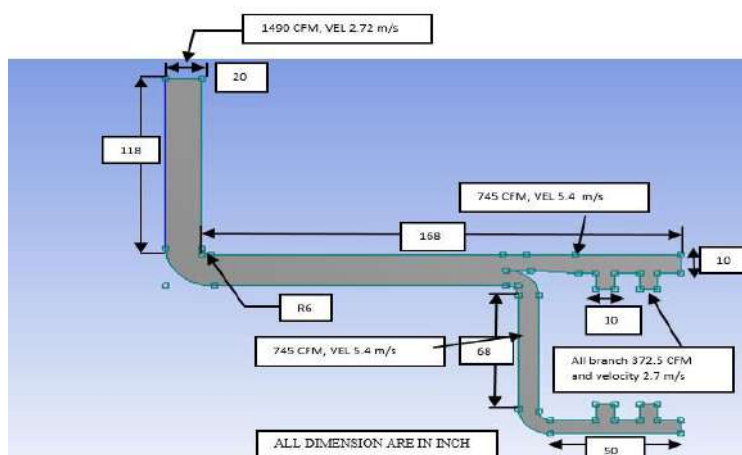 1490 CFM, VEL 2.72 m/s
20
118
745 CFM, VEL 5.4 m/s
168
10
R6
10
745 CFM, VEL 5.4 m/s
68
All branch 372.5 CFM
and velocity 2.7 m/s
ALL DIMENSION ARE IN INCH
50